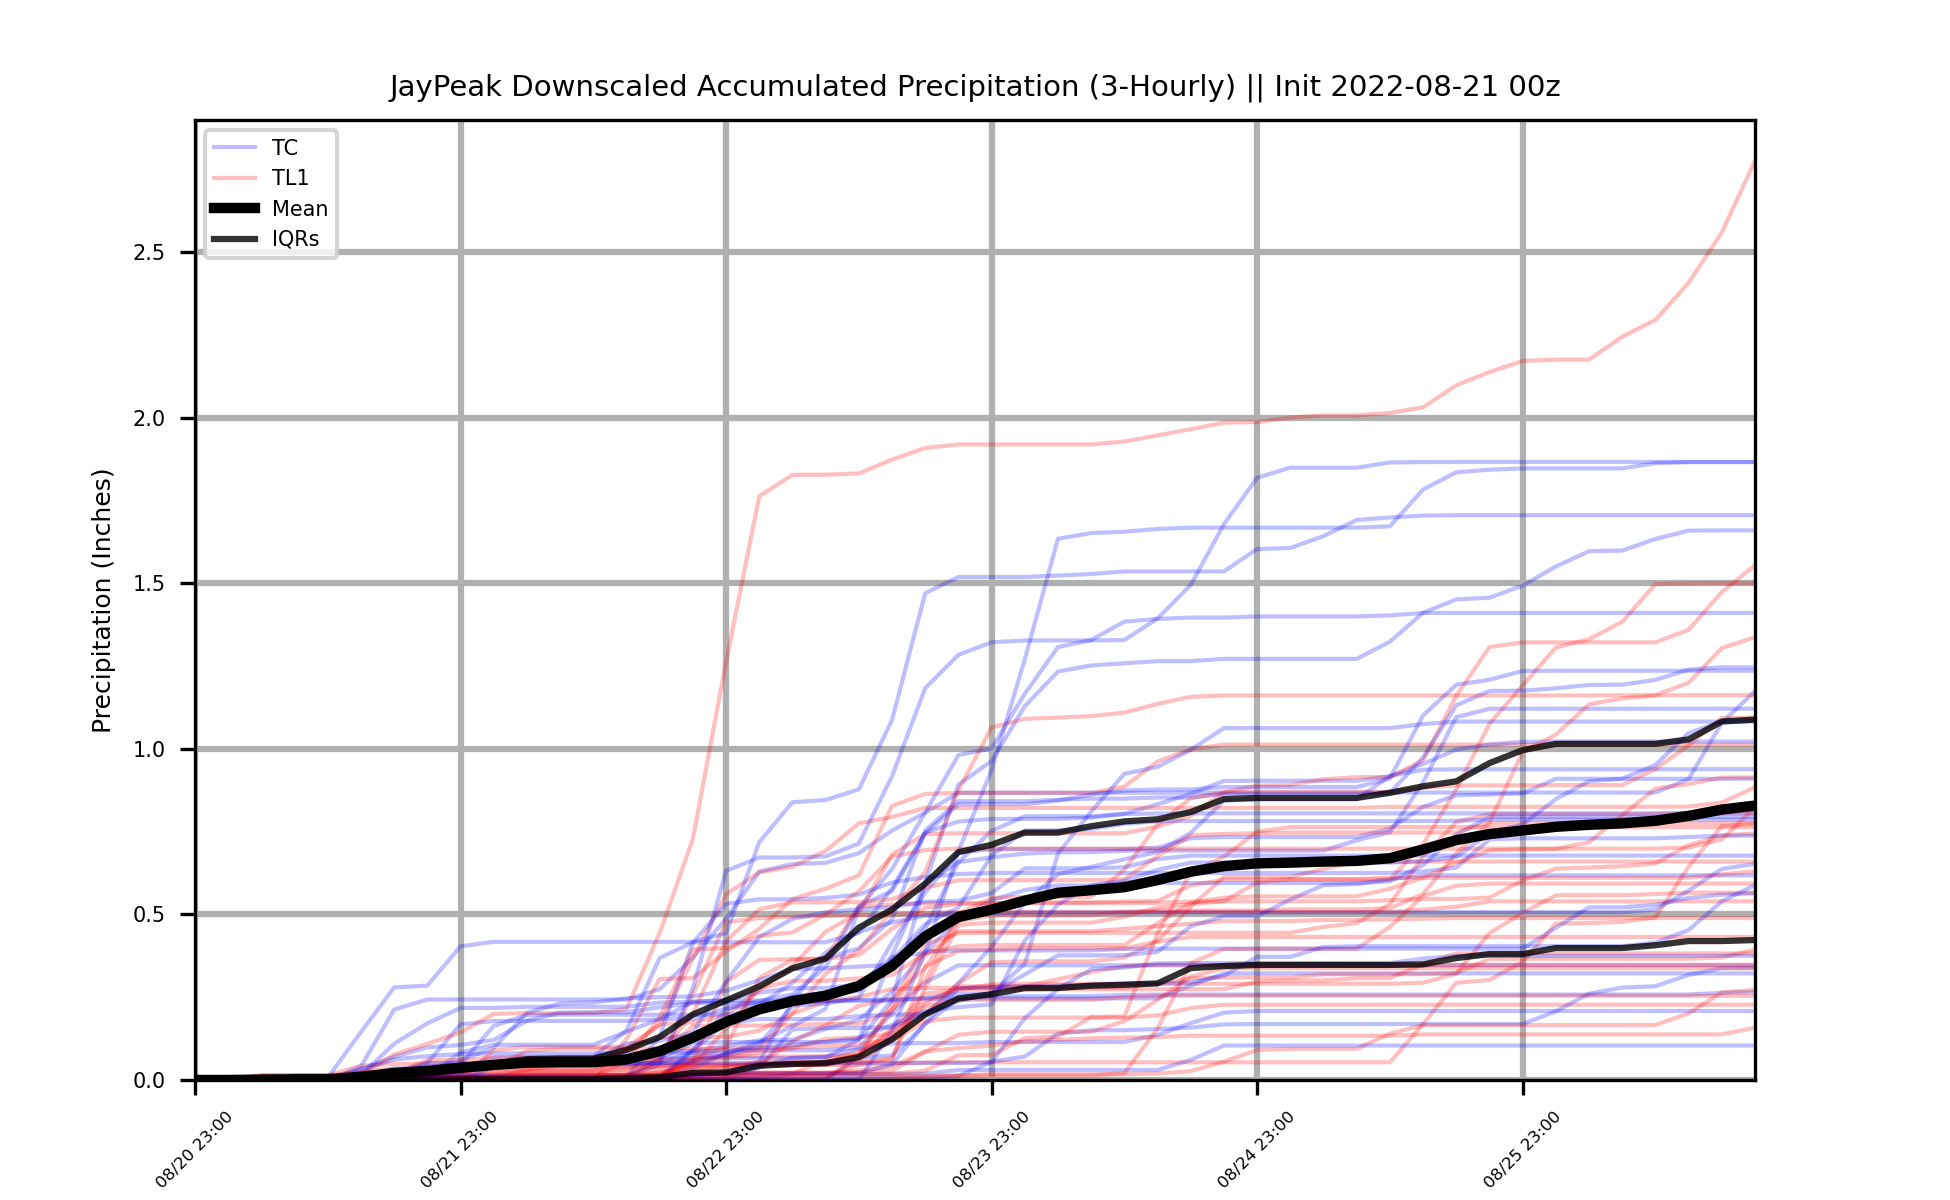 JayPeak Downscaled Accumulated Precipitation (3-Hourly) || Init 2022-08-21 00z
TC
TL1
Mean
IQRs
Precipitation (Inches)
2.5
2.0
1.5
1.0
0.5
0.0
08/20 23:00
08/21 23:00
08/22 23:00
08/23 23:00
08/24 23:00
08/25 23:00